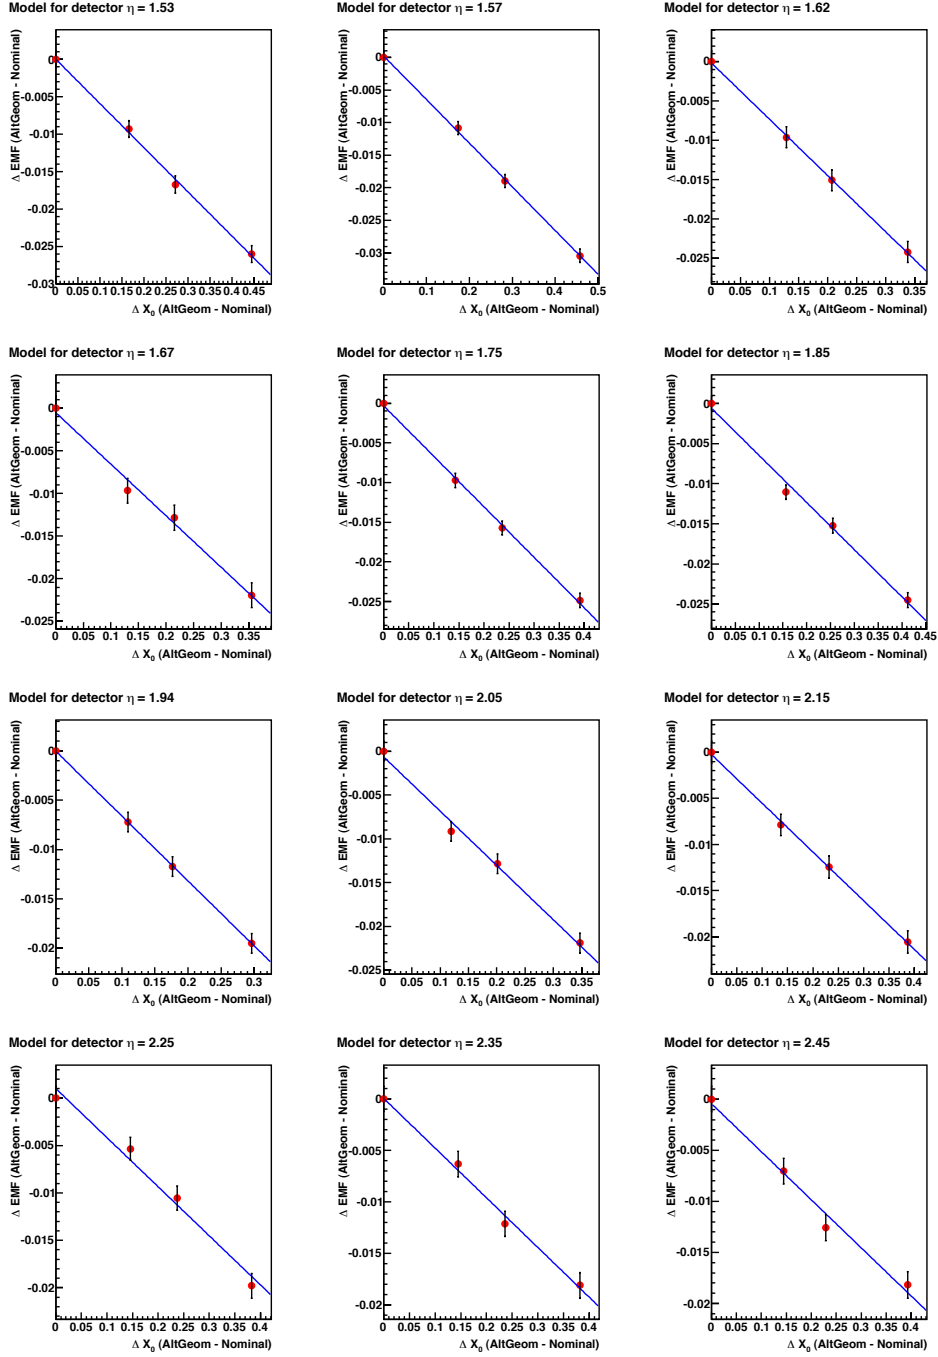 Model for detector η = 1.53
Δ EMF (AltGeom - Nominal)
0
-0.005
-0.01
-0.015
-0.02
-0.025
-0.03
0 0.05 0.1 0.15 0.2 0.25 0.3 0.35 0.4 0.45
Δ X0 (AltGeom - Nominal)
Model for detector η = 1.57
Δ EMF (AltGeom - Nominal)
0
-0.005
-0.01
-0.015
-0.02
-0.025
-0.03
0 0.1 0.2 0.3 0.4 0.5
Δ X0 (AltGeom - Nominal)
Model for detector η = 1.62
Δ EMF (AltGeom - Nominal)
0
-0.005
-0.01
-0.015
-0.02
-0.025
0 0.05 0.1 0.15 0.2 0.25 0.3 0.35
Δ X0 (AltGeom - Nominal)
Model for detector η = 1.67
Δ EMF (AltGeom - Nominal)
0
-0.005
-0.01
-0.015
-0.02
-0.025
0 0.05 0.1 0.15 0.2 0.25 0.3 0.35
Δ X0 (AltGeom - Nominal)
Model for detector η = 1.75
Δ EMF (AltGeom - Nominal)
0
-0.005
-0.01
-0.015
-0.02
-0.025
0 0.05 0.1 0.15 0.2 0.25 0.3 0.35 0.4
Δ X0 (AltGeom - Nominal)
Model for detector η = 1.85
Δ EMF (AltGeom - Nominal)
0
-0.005
-0.01
-0.015
-0.02
-0.025
0 0.05 0.1 0.15 0.2 0.25 0.3 0.35 0.4 0.45
Δ X0 (AltGeom - Nominal)
Model for detector η = 1.94
Δ EMF (AltGeom - Nominal)
0
-0.005
-0.01
-0.015
-0.02
0 0.05 0.1 0.15 0.2 0.25 0.3
Δ X0 (AltGeom - Nominal)
Model for detector η = 2.05
Δ EMF (AltGeom - Nominal)
0
-0.005
-0.01
-0.015
-0.02
-0.025
0 0.05 0.1 0.15 0.2 0.25 0.3 0.35
Δ X0 (AltGeom - Nominal)
Model for detector η = 2.15
Δ EMF (AltGeom - Nominal)
0
-0.005
-0.01
-0.015
-0.02
0 0.05 0.1 0.15 0.2 0.25 0.3 0.35 0.4
Δ X0 (AltGeom - Nominal)
Model for detector η = 2.25
Δ EMF (AltGeom - Nominal)
0
-0.005
-0.01
-0.015
-0.02
0 0.05 0.1 0.15 0.2 0.25 0.3 0.35 0.4
Δ X0 (AltGeom - Nominal)
Model for detector η = 2.35
Δ EMF (AltGeom - Nominal)
0
-0.005
-0.01
-0.015
-0.02
0 0.05 0.1 0.15 0.2 0.25 0.3 0.35 0.4
Δ X0 (AltGeom - Nominal)
Model for detector η = 2.45
Δ EMF (AltGeom - Nominal)
0
-0.005
-0.01
-0.015
-0.02
0 0.05 0.1 0.15 0.2 0.25 0.3 0.35 0.4
Δ X0 (AltGeom - Nominal)